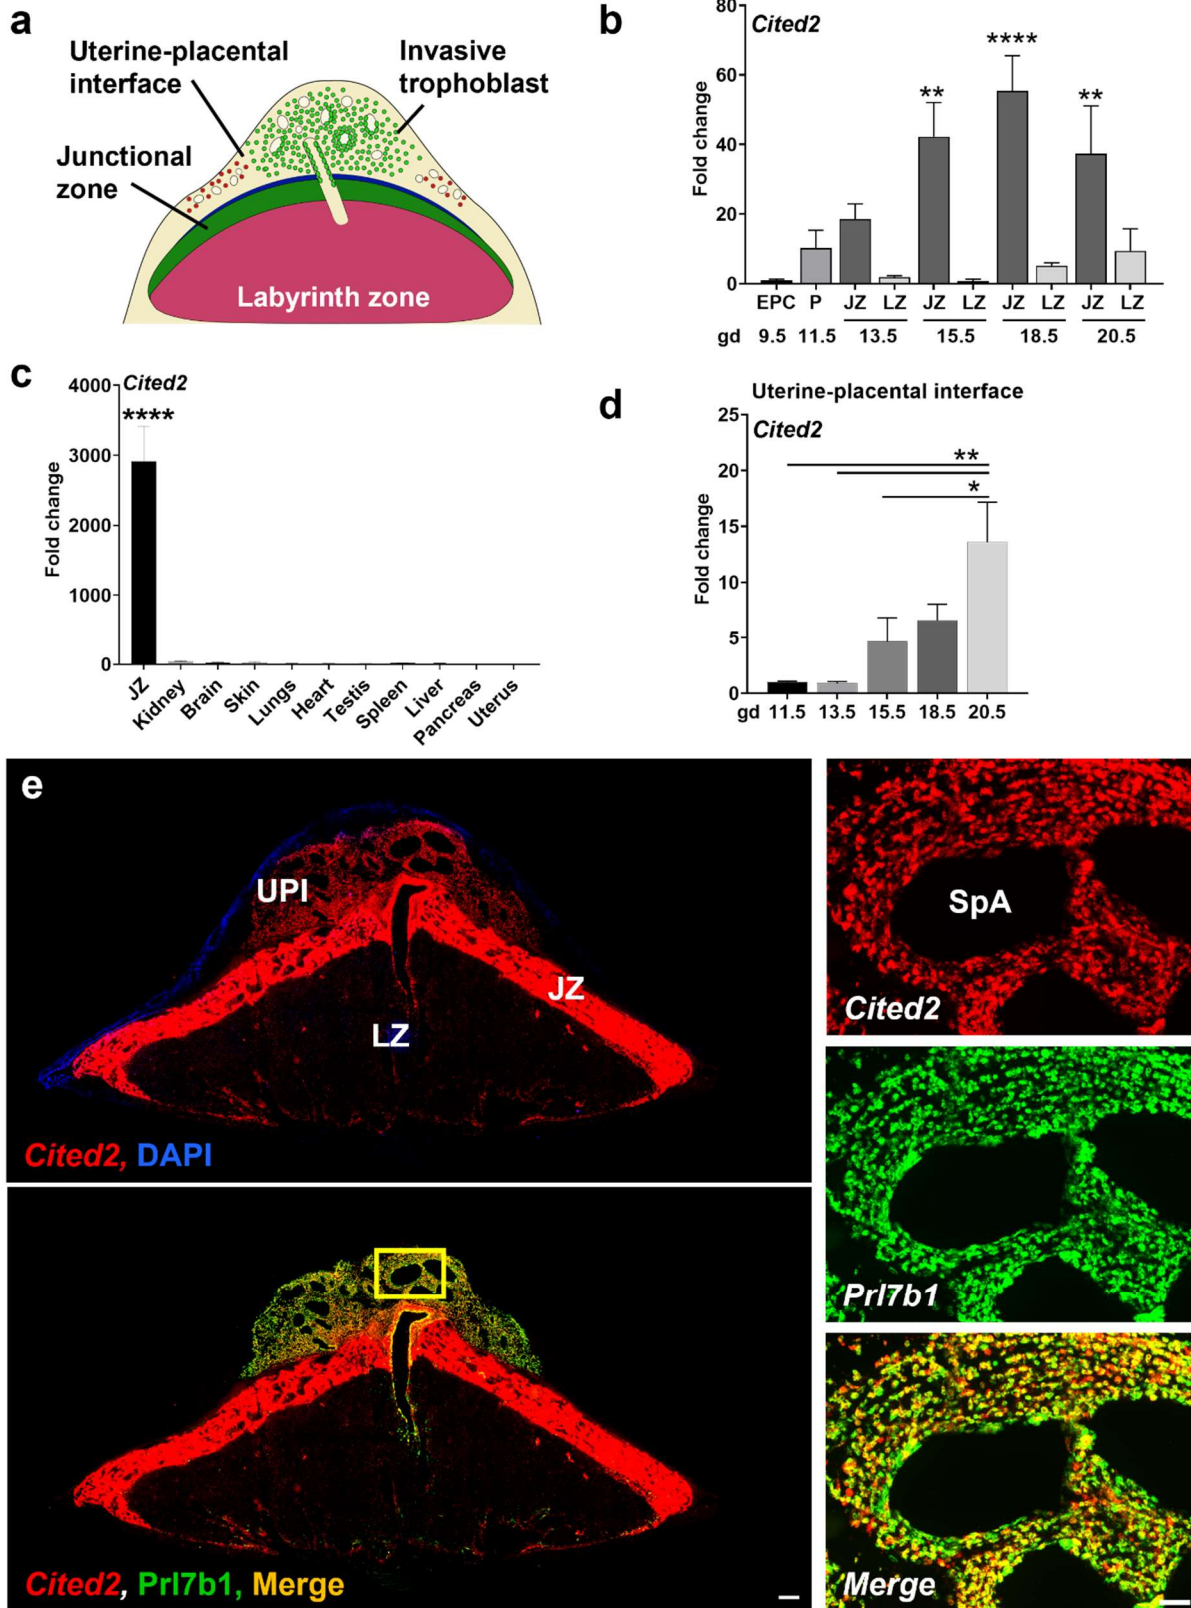 a
Uterine-placental
interface
Invasive
trophoblast
Junctional
zone
Labyrinth zone
b
Cited2
Fold change
80
60
40
20
0
**
****
**
EPC P JZ LZ JZ LZ JZ LZ JZ LZ
gd 9.5 11.5 13.5 15.5 18.5 20.5
c
Cited2
****
Fold change
4000
3000
2000
1000
0
JZ Kidney Brain Skin Lungs Heart Testis Spleen Liver Pancreas Uterus
d
Uterine-placental interface
Cited2
Fold change
25
20
15
10
5
0
**
*
gd 11.5 13.5 15.5 18.5 20.5
e
UPI
JZ
LZ
Cited2, DAPI
Cited2, Prl7b1, Merge
SpA
Cited2
Prl7b1
Merge